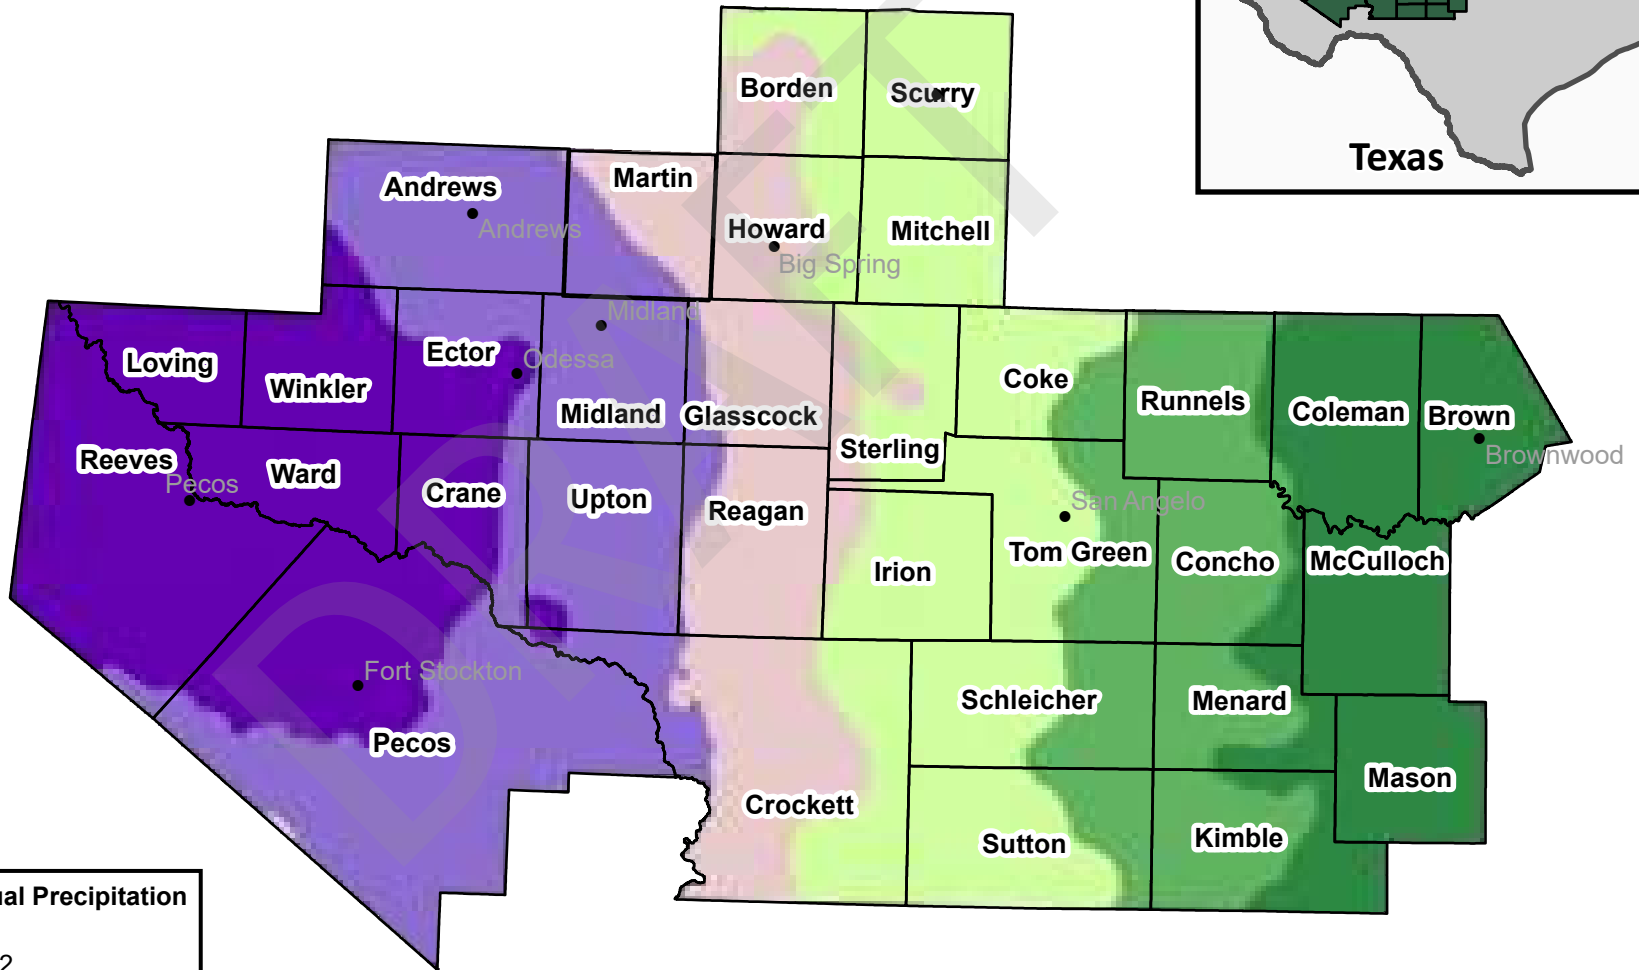 Texas
Borden
Scurry
Andrews
Martin
Andrews
Howard
Mitchell
Big Spring
Midland
Loving
Winkler
Ector
Odessa
Coke
Runnels
Coleman
Brown
Midland
Glasscock
Sterling
Brownwood
Reeves
Ward
Pecos
Crane
Upton
Reagan
San Angelo
Tom Green
Irion
Concho
McCulloch
Fort Stockton
Pecos
Schleicher
Menard
Mason
Crockett
Sutton
Kimble
DRAFT
ual Precipitation
2